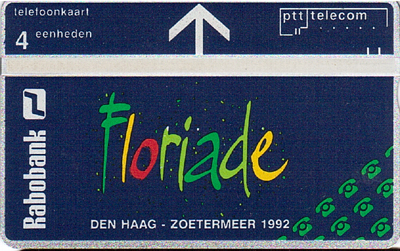 telefoonkaart
4 eenheden
ptt telecom
Rabobank
Floriade
DEN HAAG - ZOETERMEER 1992